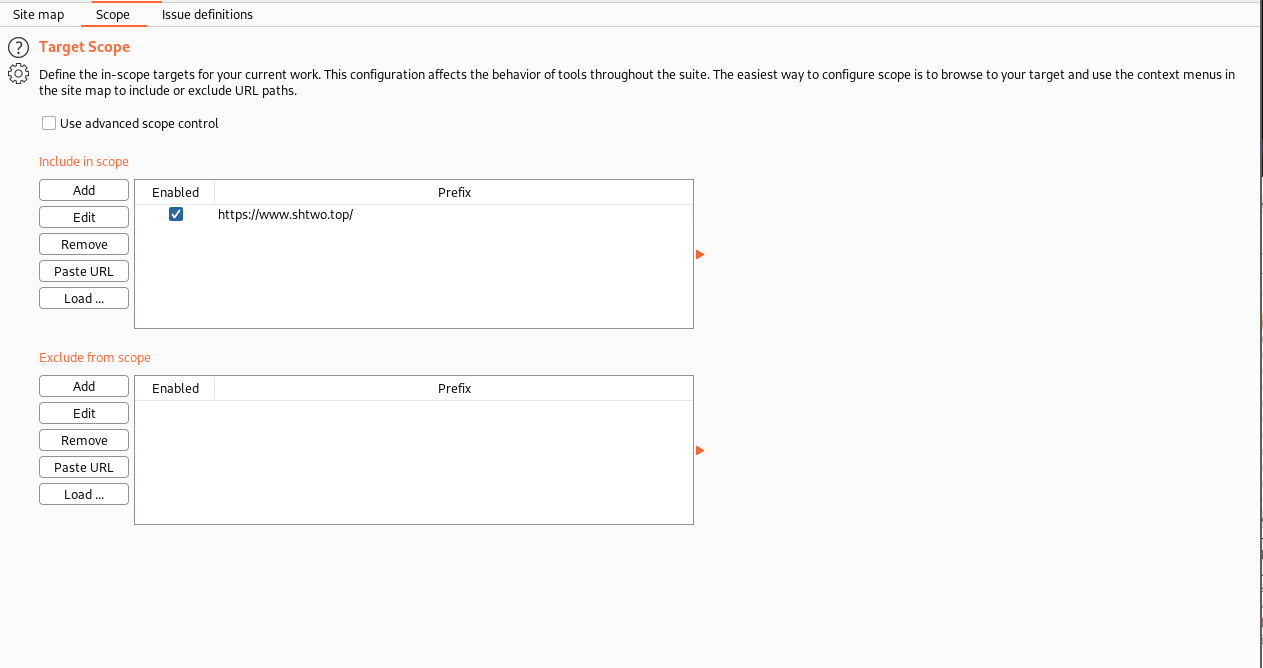 Site map Scope Issue definitions
Target Scope
Define the in-scope targets for your current work. This configuration affects the behavior of tools throughout the suite. The easiest way to configure scope is to browse to your target and use the context menus in
the site map to include or exclude URL paths.
Use advanced scope control
Include in scope
Add
Edit
Remove
Paste URL
Load ...
Enabled Prefix
https://www.shtwo.top/
Exclude from scope
Add
Edit
Remove
Paste URL
Load ...
Enabled Prefix